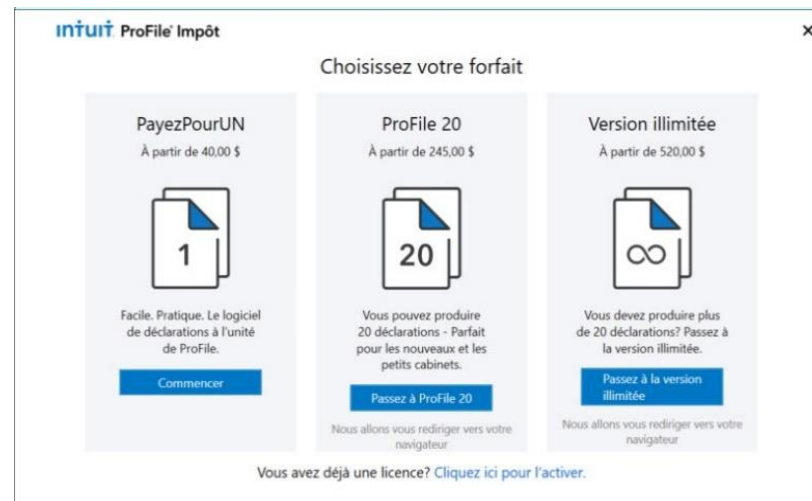 ıntuıt ProFile Impôt
×
Choisissez votre forfait
PayezPourUN
À partir de 40,00 $
1
Facile. Pratique. Le logiciel
de déclarations à l'unité
de ProFile.
Commencer
ProFile 20
À partir de 245,00 $
20
Vous pouvez produire
20 déclarations - Parfait
pour les nouveaux et les
petits cabinets.
Passez à ProFile 20
Nous allons vous rediriger vers votre
navigateur
Version illimitée
À partir de 520,00 $
∞
Vous devez produire plus
de 20 déclarations? Passez à
la version illimitée.
Passez à la version
illimitée
Nous allons vous rediriger vers votre
navigateur
Vous avez déjà une licence? Cliquez ici pour l'activer.